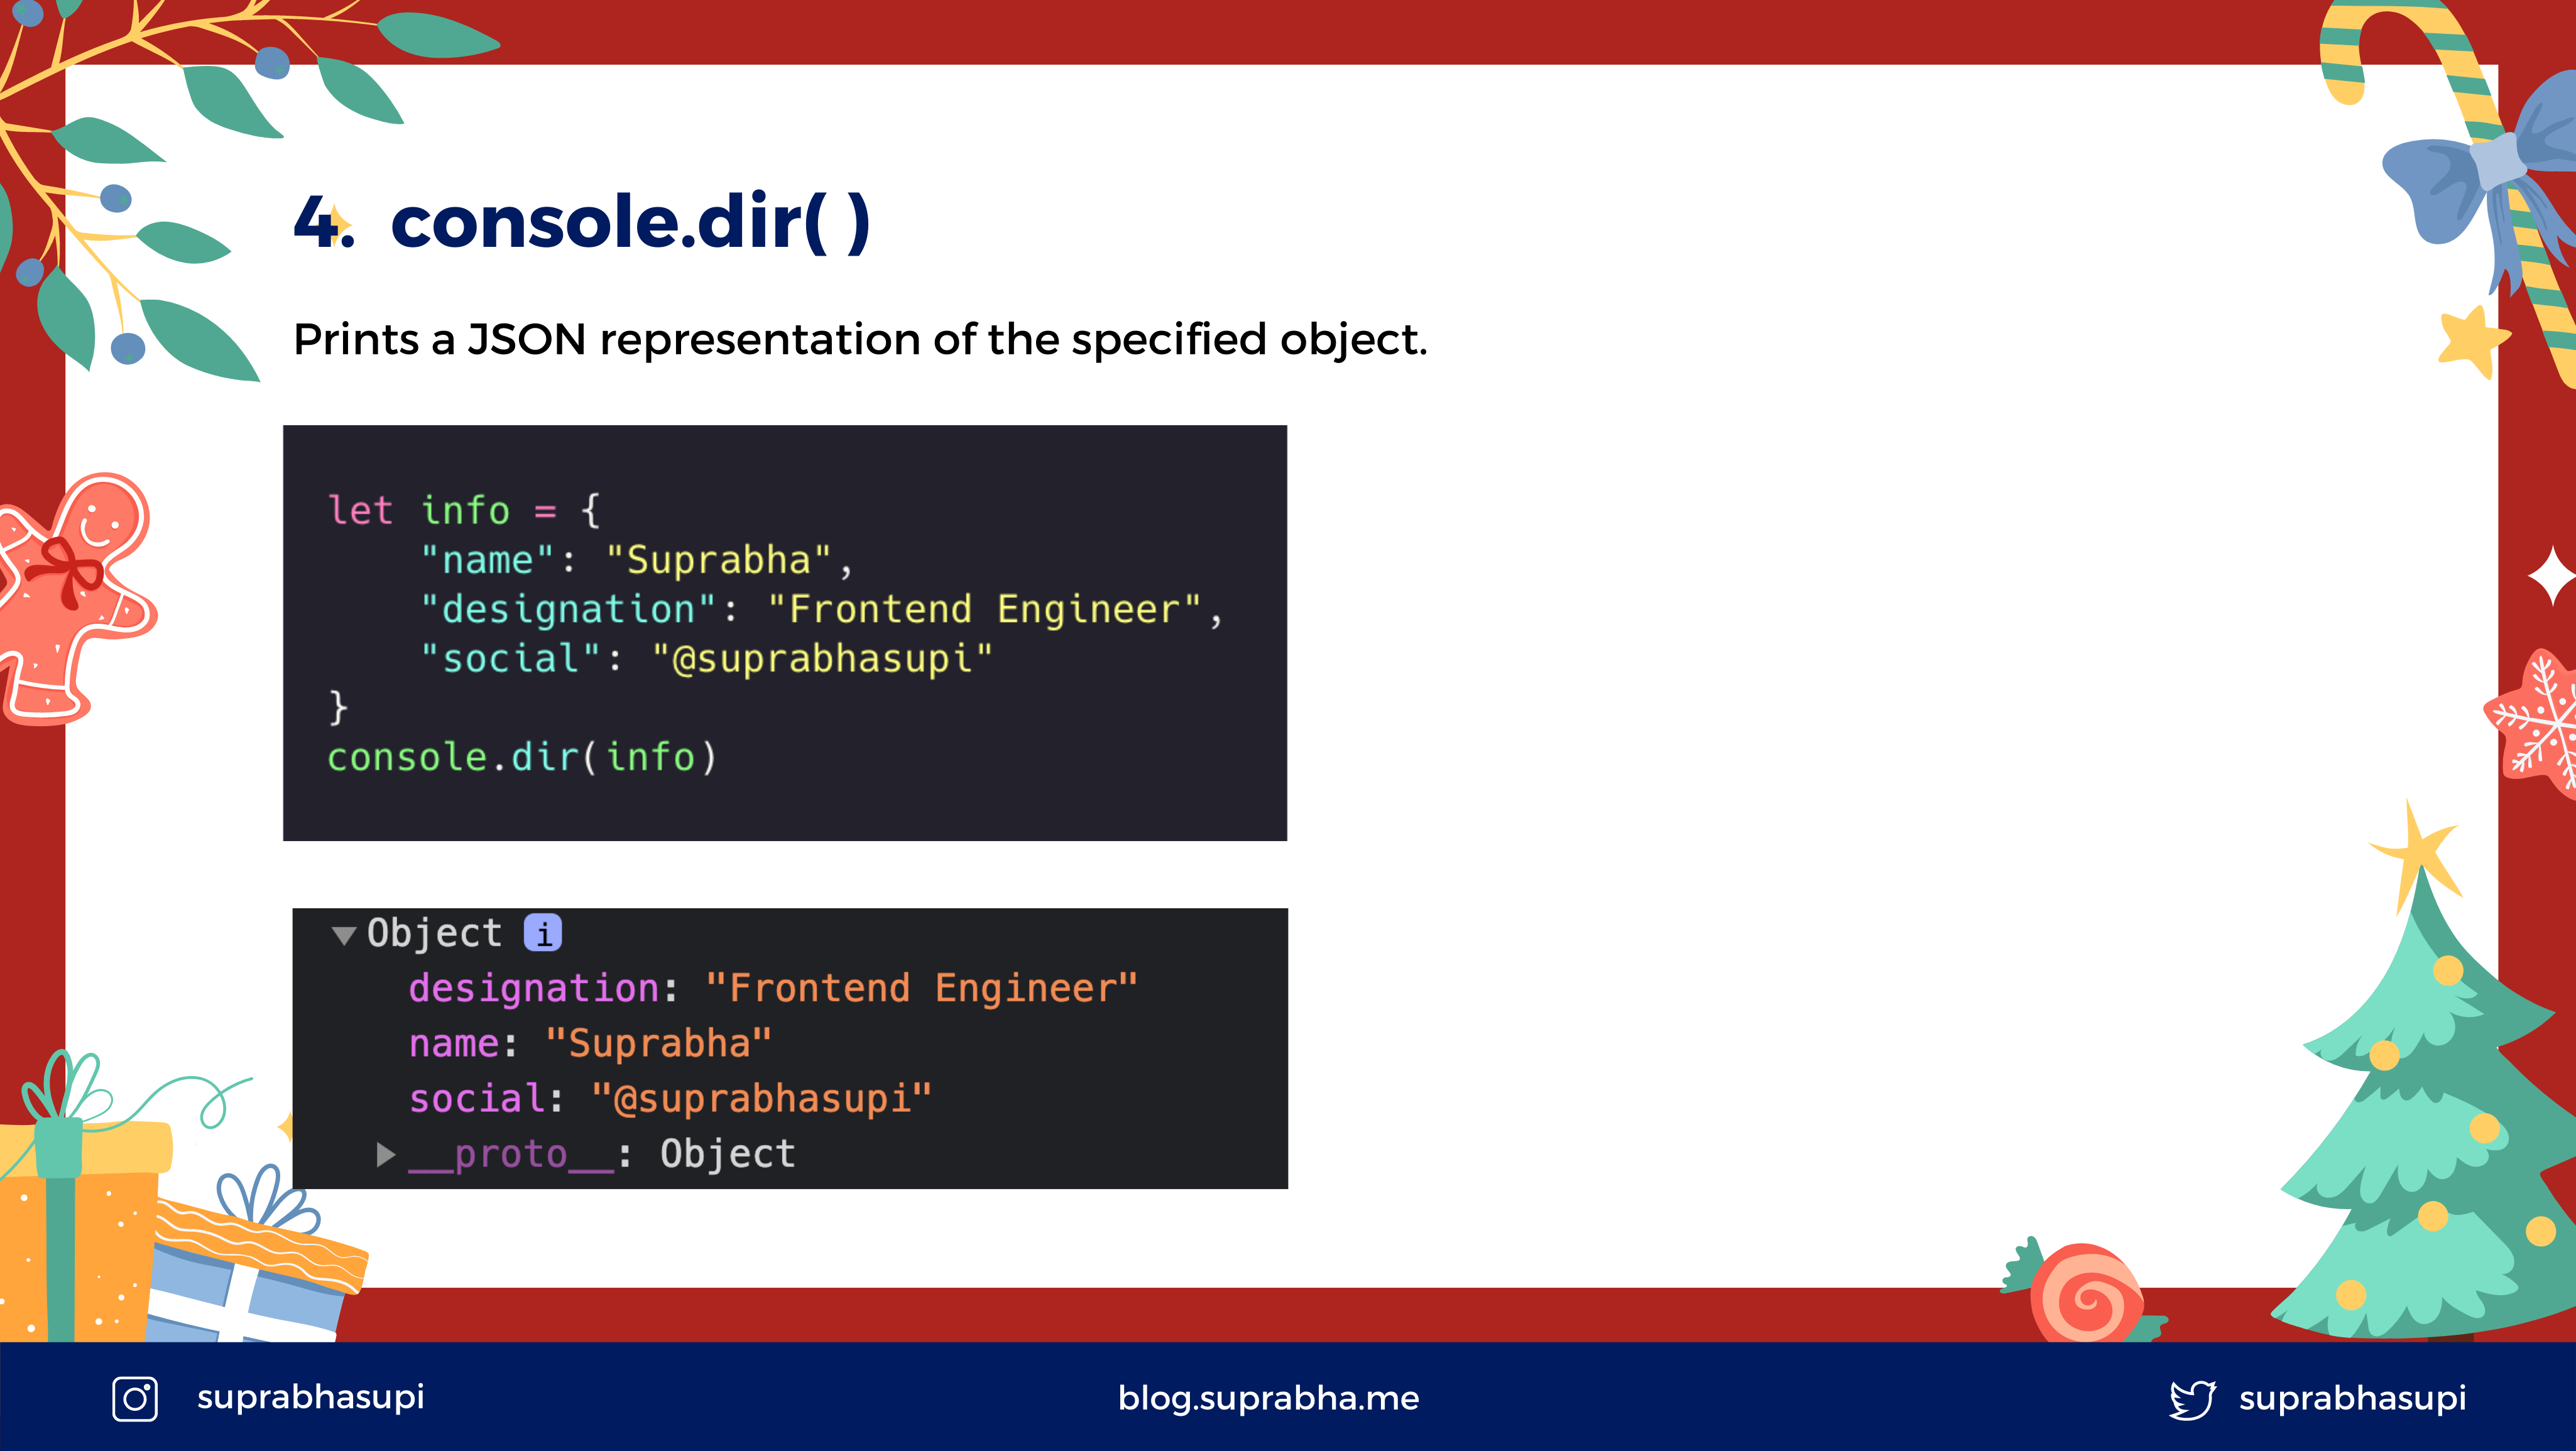 4. console.dir( )
Prints a JSON representation of the specified object.
let info = {
    "name": "Suprabha",
    "designation": "Frontend Engineer",
    "social": "@suprabhasupi"
}
console.dir(info)
▼ Object i
designation: "Frontend Engineer"
name: "Suprabha"
social: "@suprabhasupi"
▶ __proto__: Object
suprabhasupi
blog.suprabha.me
suprabhasupi